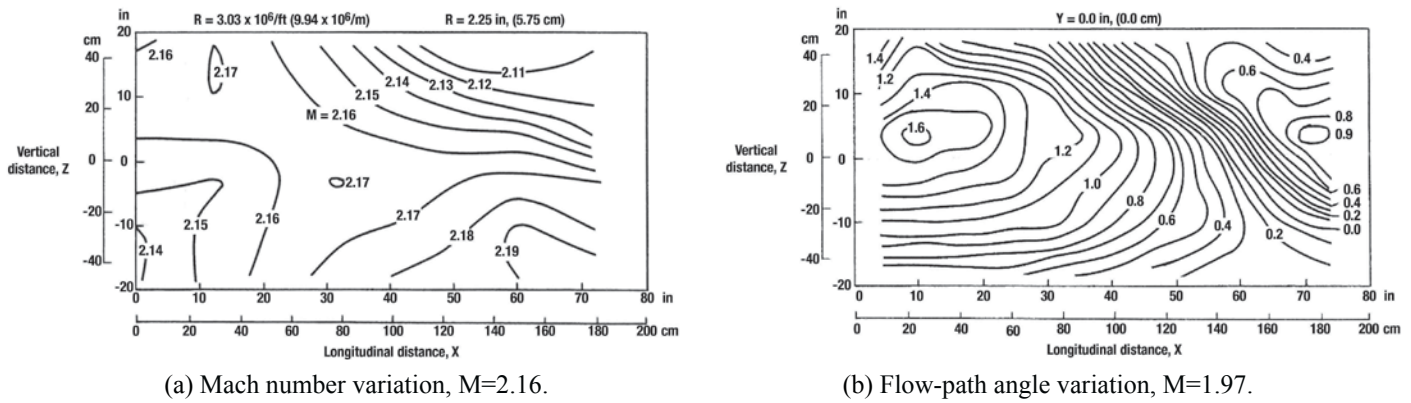 R = 3.03 x 10⁶/ft (9.94 x 10⁶/m) R = 2.25 in, (5.75 cm)
in
20
cm
40
10
20
Vertical
distance, Z
0
0
-20
-10
-40
-20
2.16
2.17
2.11
2.12
2.13
2.14
2.15
M = 2.16
2.17
2.17
2.16
2.15
2.18
2.14
2.19
0 10 20 30 40 50 60 70 80 in
0 20 40 60 80 100 120 140 160 180 200 cm
Longitudinal distance, X
(a) Mach number variation, M=2.16.
Y = 0.0 in, (0.0 cm)
in
20
cm
40
10
20
Vertical
distance, Z
0
0
-20
-10
-40
-20
1.4
1.2
0.4
0.6
1.4
0.8
1.6
0.9
1.2
1.0
0.8
0.6
0.6
0.4
0.4
0.2
0.2
0.0
0 10 20 30 40 50 60 70 80 in
0 20 40 60 80 100 120 140 160 180 200 cm
Longitudinal distance, X
(b) Flow-path angle variation, M=1.97.